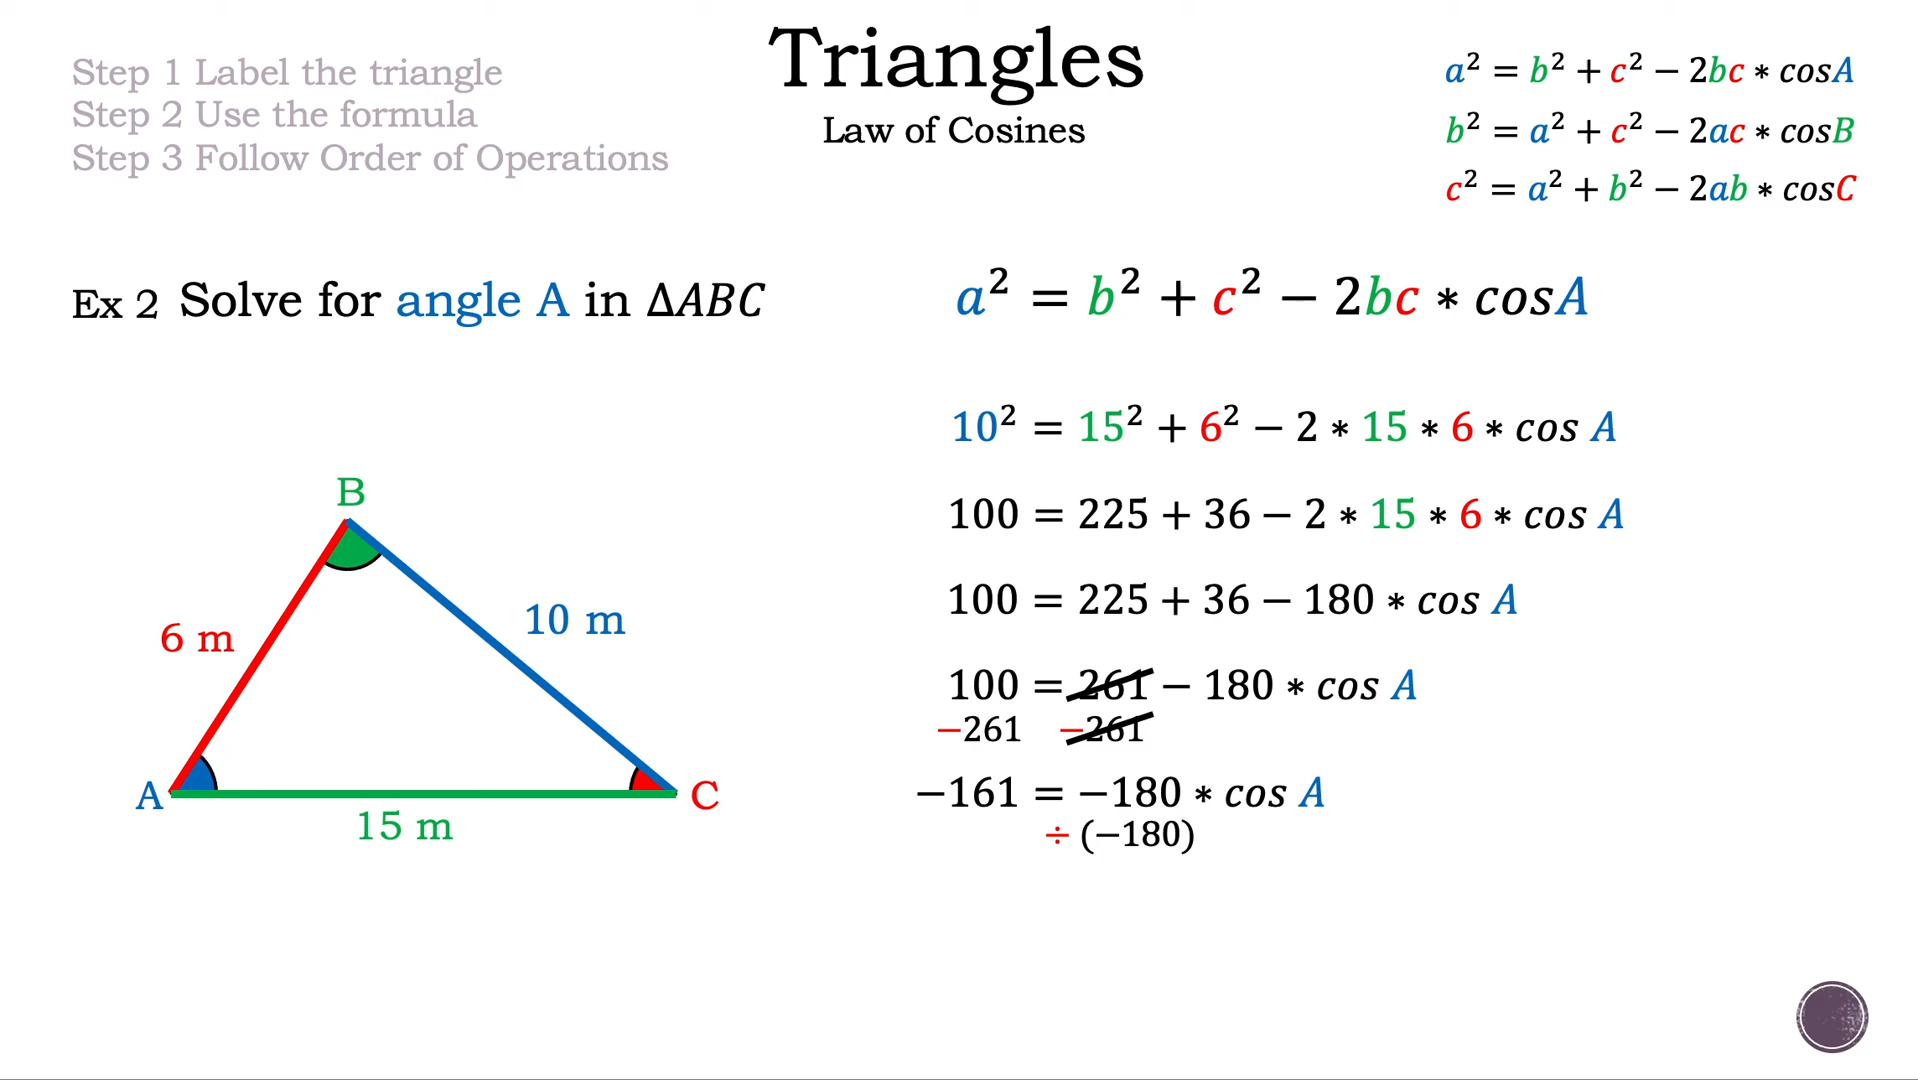 Triangles
Law of Cosines
Step 1 Label the triangle
Step 2 Use the formula
Step 3 Follow Order of Operations
a² = b² + c² − 2bc ∗ cosA
b² = a² + c² − 2ac ∗ cosB
c² = a² + b² − 2ab ∗ cosC
Ex 2 Solve for angle A in ΔABC
B
6 m
10 m
A
C
15 m
a² = b² + c² − 2bc ∗ cosA
10² = 15² + 6² − 2 ∗ 15 ∗ 6 ∗ cos A
100 = 225 + 36 − 2 ∗ 15 ∗ 6 ∗ cos A
100 = 225 + 36 − 180 ∗ cos A
100 = 261 − 180 ∗ cos A
−261 −261
−161 = −180 ∗ cos A
÷ (−180)